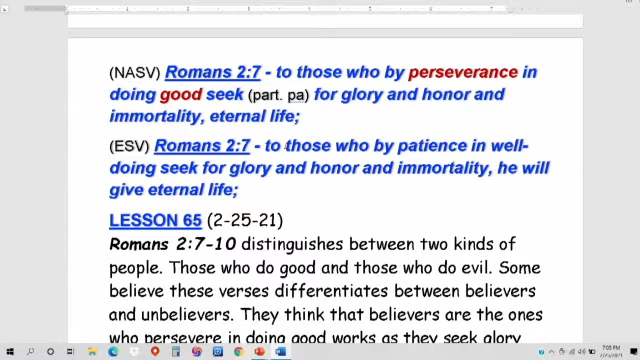 (NASV) Romans 2:7 - to those who by perseverance in
doing good seek (part. pa) for glory and honor and
immortality, eternal life;
(ESV) Romans 2:7 - to those who by patience in well-
doing seek for glory and honor and immortality, he will
give eternal life;
LESSON 65 (2-25-21)
Romans 2:7-10 distinguishes between two kinds of
people. Those who do good and those who do evil. Some
believe these verses differentiates between believers
and unbelievers. They think that believers are the ones
who persevere in doing good works as they seek glory
7:05 PM